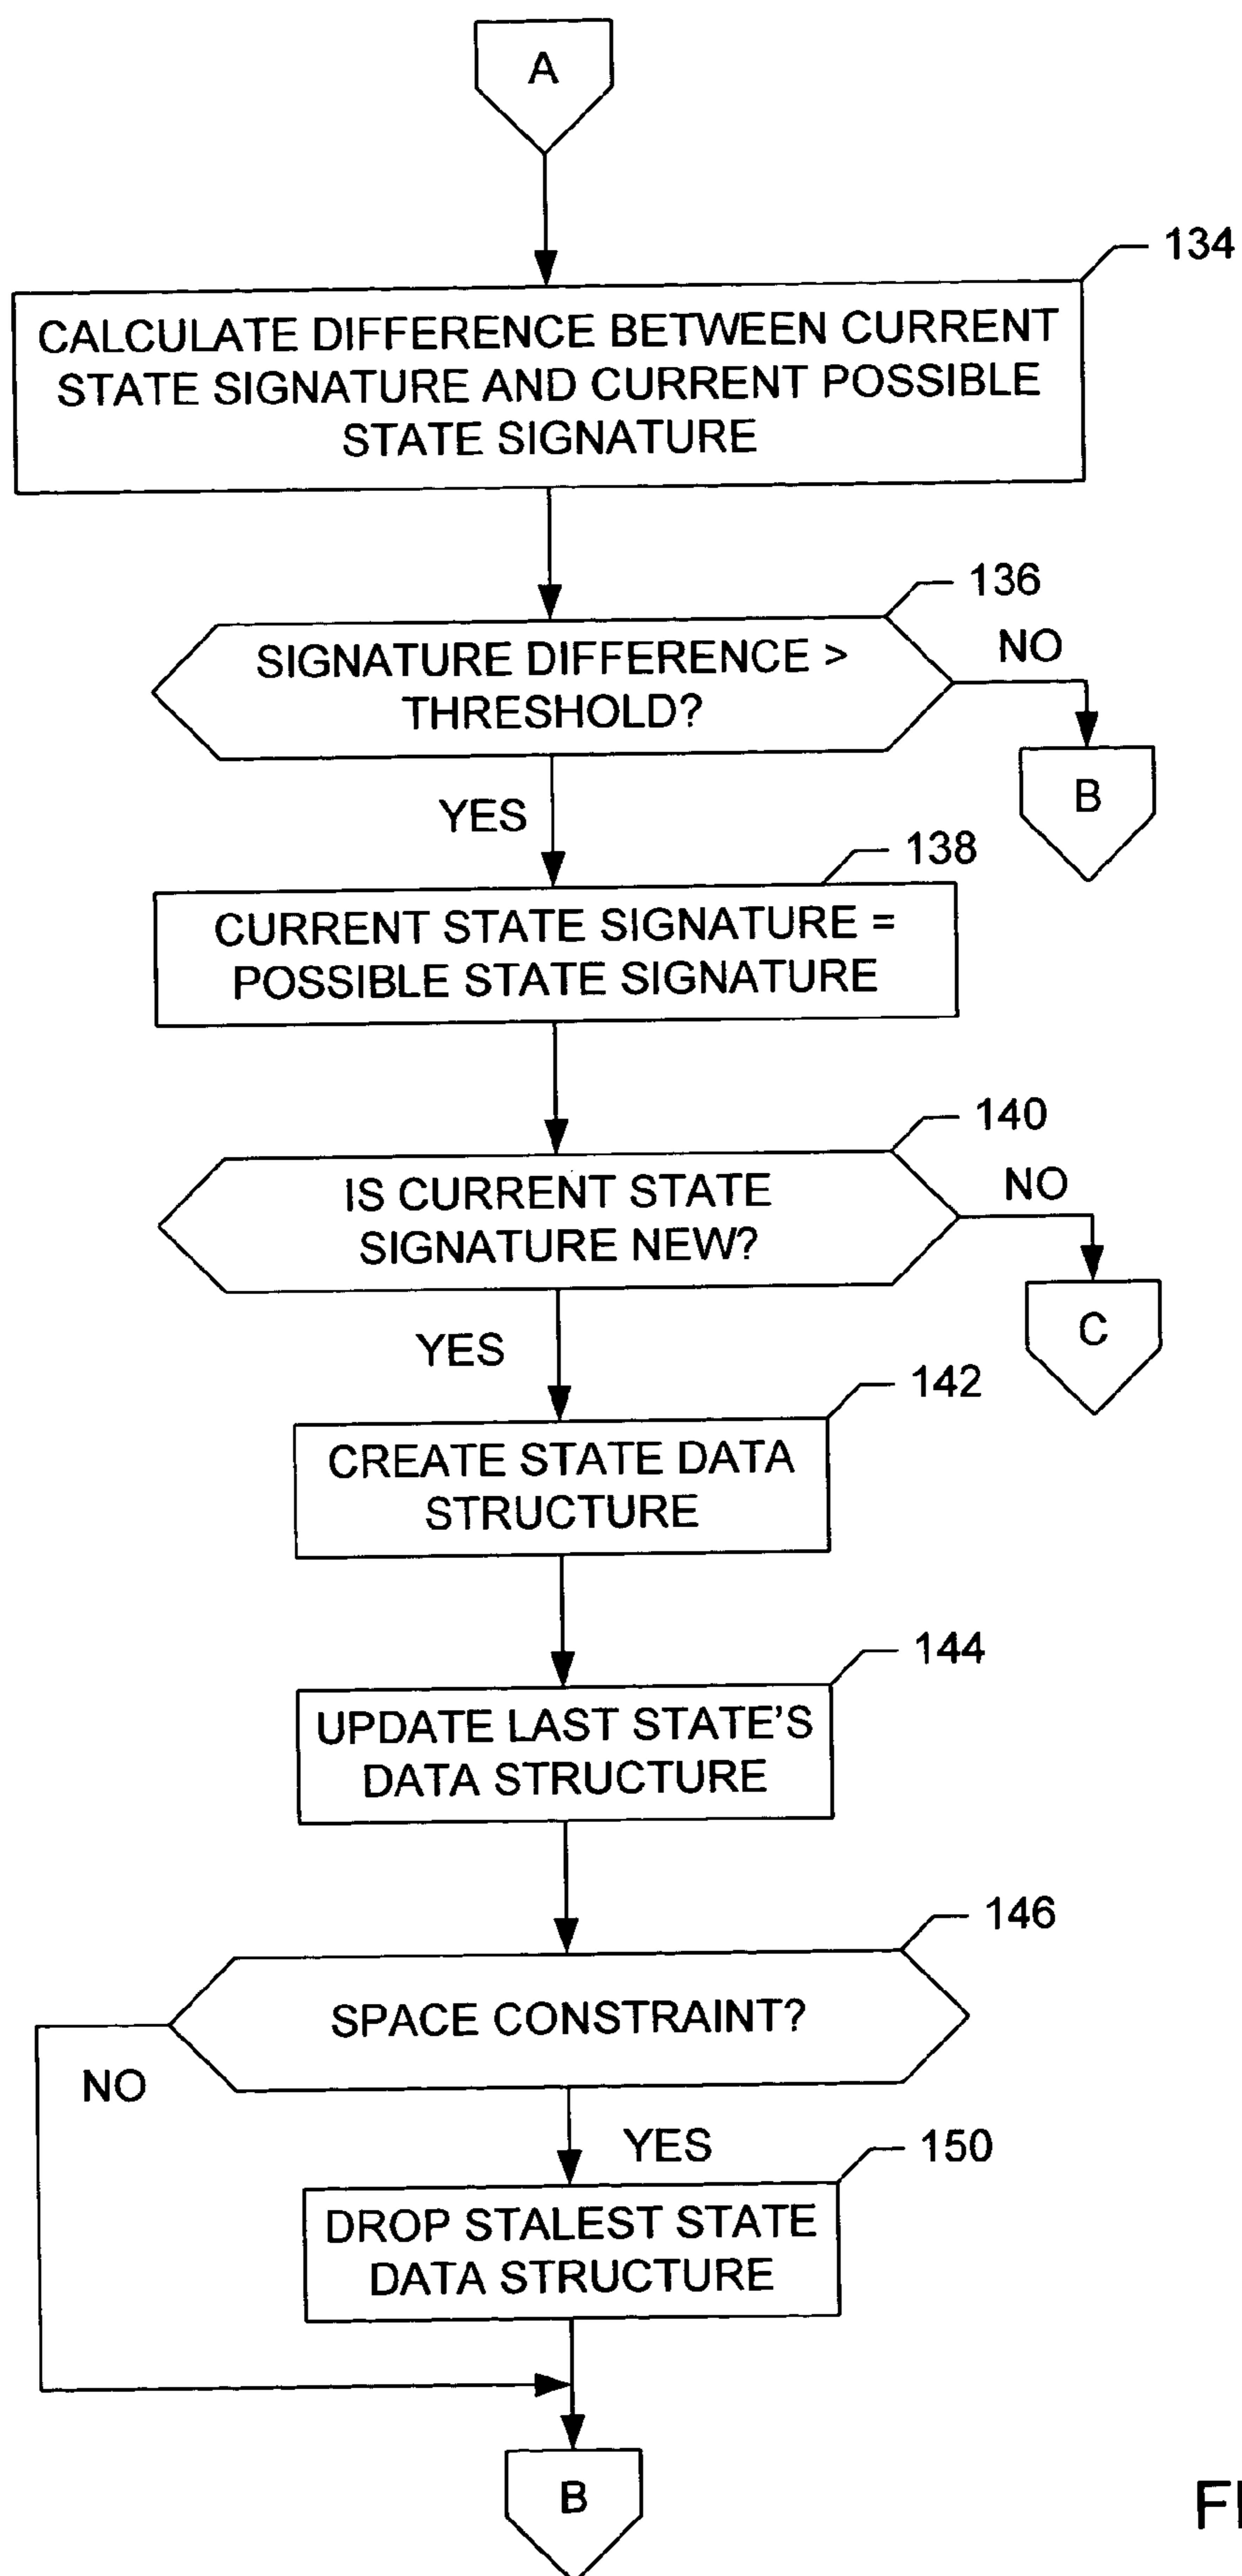 A
134
CALCULATE DIFFERENCE BETWEEN CURRENT
STATE SIGNATURE AND CURRENT POSSIBLE
STATE SIGNATURE
136
SIGNATURE DIFFERENCE >
THRESHOLD?
NO
B
YES
138
CURRENT STATE SIGNATURE =
POSSIBLE STATE SIGNATURE
140
IS CURRENT STATE
SIGNATURE NEW?
NO
C
YES
142
CREATE STATE DATA
STRUCTURE
144
UPDATE LAST STATE'S
DATA STRUCTURE
146
SPACE CONSTRAINT?
NO
YES
150
DROP STALEST STATE
DATA STRUCTURE
B